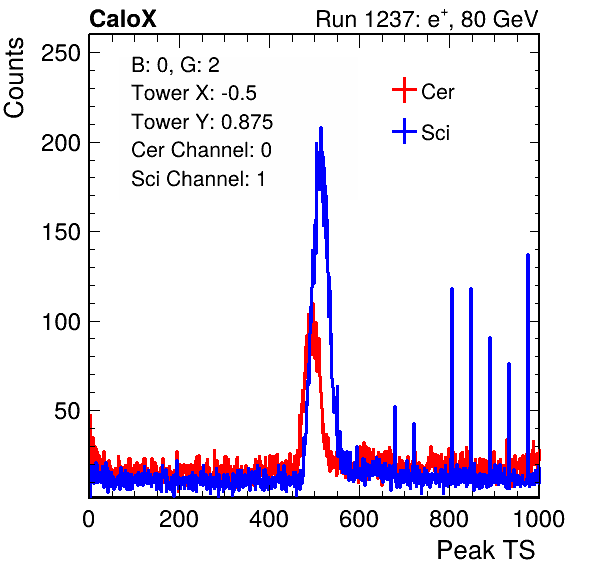 CaloX
Run 1237: e+, 80 GeV
Counts
250
200
150
100
50
B: 0, G: 2
Tower X: -0.5
Tower Y: 0.875
Cer Channel: 0
Sci Channel: 1
Cer
Sci
0 200 400 600 800 1000
Peak TS